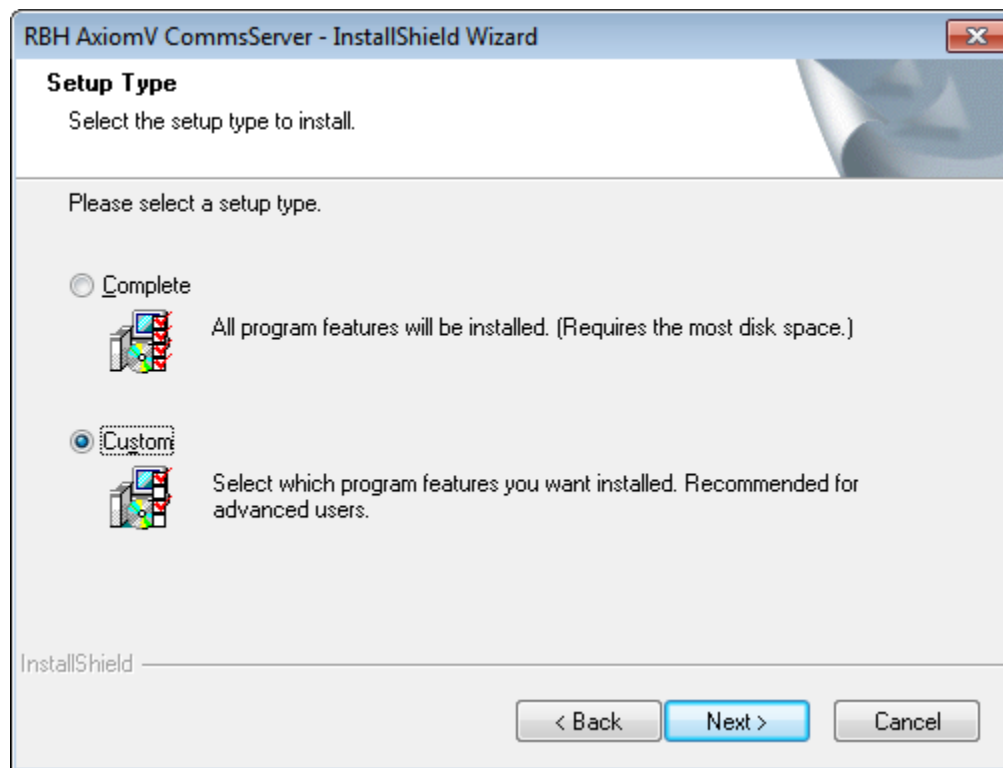 RBH AxiomV CommsServer - InstallShield Wizard
Setup Type
Select the setup type to install.
Please select a setup type.
Complete
All program features will be installed. (Requires the most disk space.)
Custom
Select which program features you want installed. Recommended for
advanced users.
InstallShield
< Back
Next >
Cancel